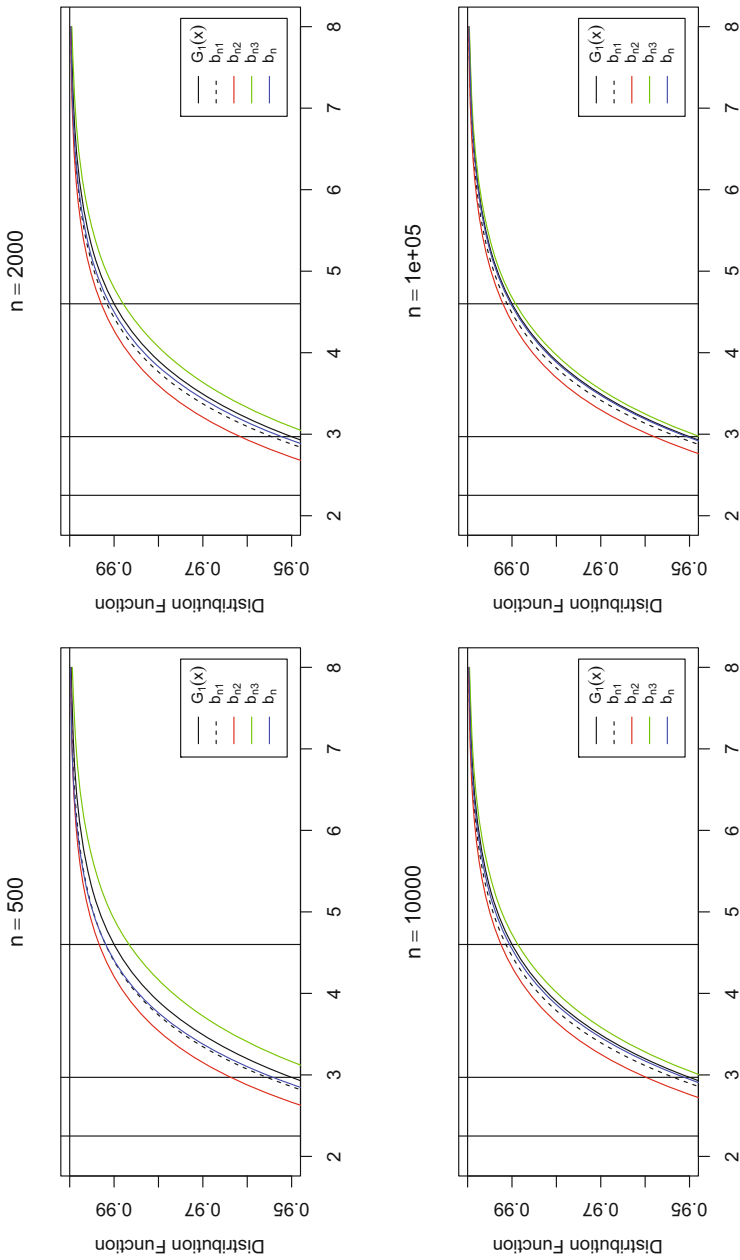 n = 500
Distribution Function
0.99
0.97
0.95
2 3 4 5 6 7 8
G₁(x)
bₙ₁
bₙ₂
bₙ₃
bₙ
n = 2000
Distribution Function
0.99
0.97
0.95
2 3 4 5 6 7 8
G₁(x)
bₙ₁
bₙ₂
bₙ₃
bₙ
n = 10000
Distribution Function
0.99
0.97
0.95
2 3 4 5 6 7 8
G₁(x)
bₙ₁
bₙ₂
bₙ₃
bₙ
n = 1e+05
Distribution Function
0.99
0.97
0.95
2 3 4 5 6 7 8
G₁(x)
bₙ₁
bₙ₂
bₙ₃
bₙ